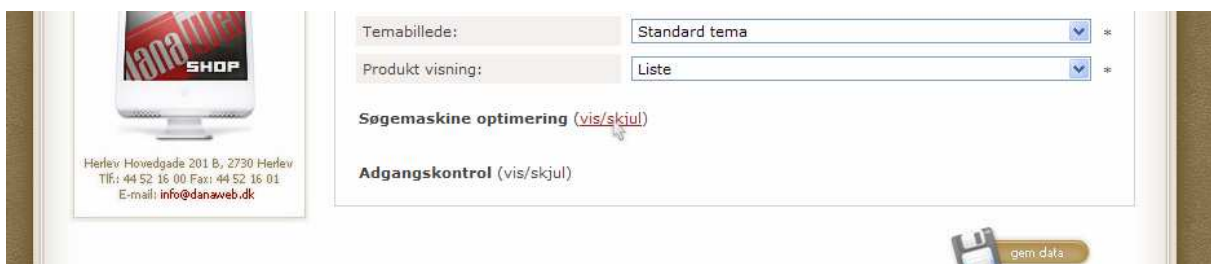 danaweb
SHOP
Herlev Hovedgade 201 B, 2730 Herlev
Tlf.: 44 52 16 00 Fax: 44 52 16 01
E-mail: info@danaweb.dk
Temabillede: Standard tema *
Produkt visning: Liste *
Søgemaskine optimering (vis/skjul)
Adgangskontrol (vis/skjul)
gem data